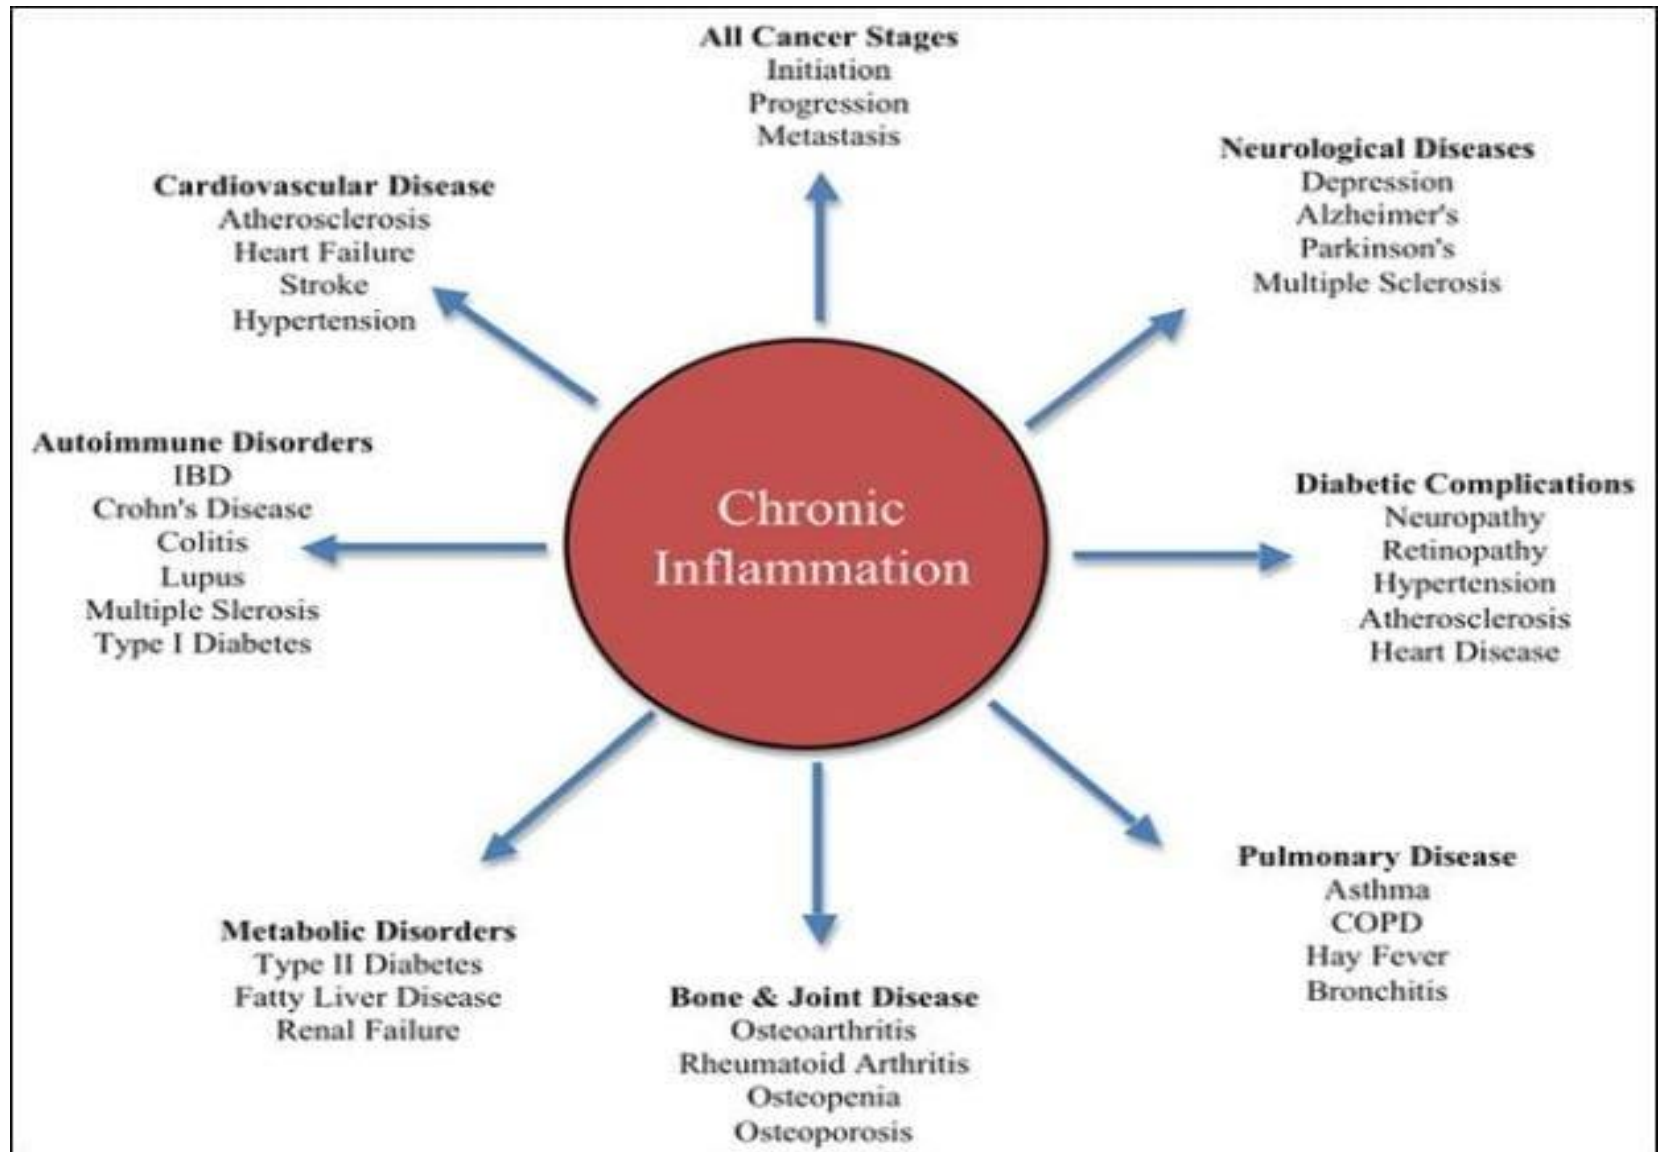 All Cancer Stages
Initiation
Progression
Metastasis
Neurological Diseases
Depression
Alzheimer's
Parkinson's
Multiple Sclerosis
Cardiovascular Disease
Atherosclerosis
Heart Failure
Stroke
Hypertension
Autoimmune Disorders
IBD
Crohn's Disease
Colitis
Lupus
Multiple Slerosis
Type I Diabetes
Chronic
Inflammation
Diabetic Complications
Neuropathy
Retinopathy
Hypertension
Atherosclerosis
Heart Disease
Pulmonary Disease
Asthma
COPD
Hay Fever
Bronchitis
Metabolic Disorders
Type II Diabetes
Fatty Liver Disease
Renal Failure
Bone & Joint Disease
Osteoarthritis
Rheumatoid Arthritis
Osteopenia
Osteoporosis